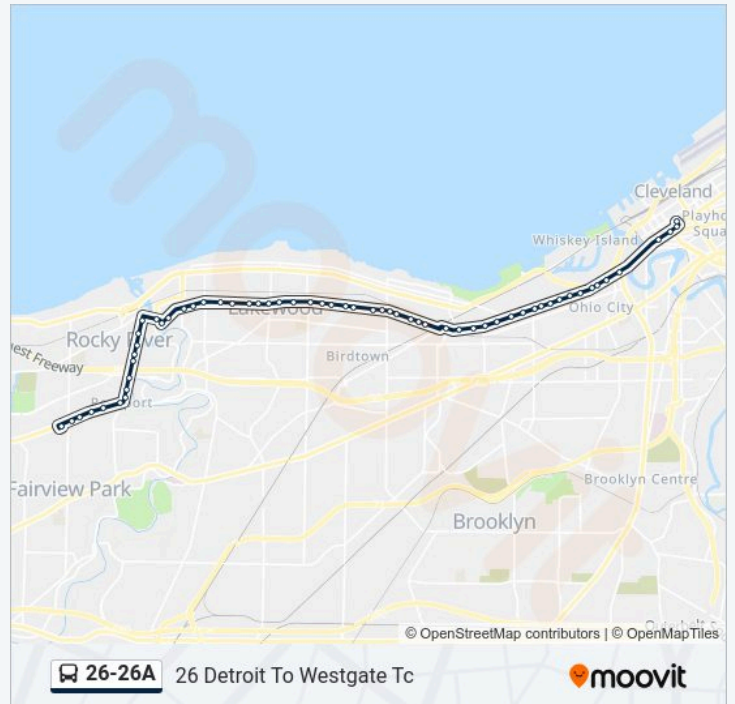 Cleveland
Playho
Squa
Whiskey Island
Ohio City
Lakewood
Rocky River
Birdtown
est Freeway
Fairview Park
Brooklyn Centre
Brooklyn
© OpenStreetMap contributors | © OpenMapTiles
26-26A
26 Detroit To Westgate Tc
moovit